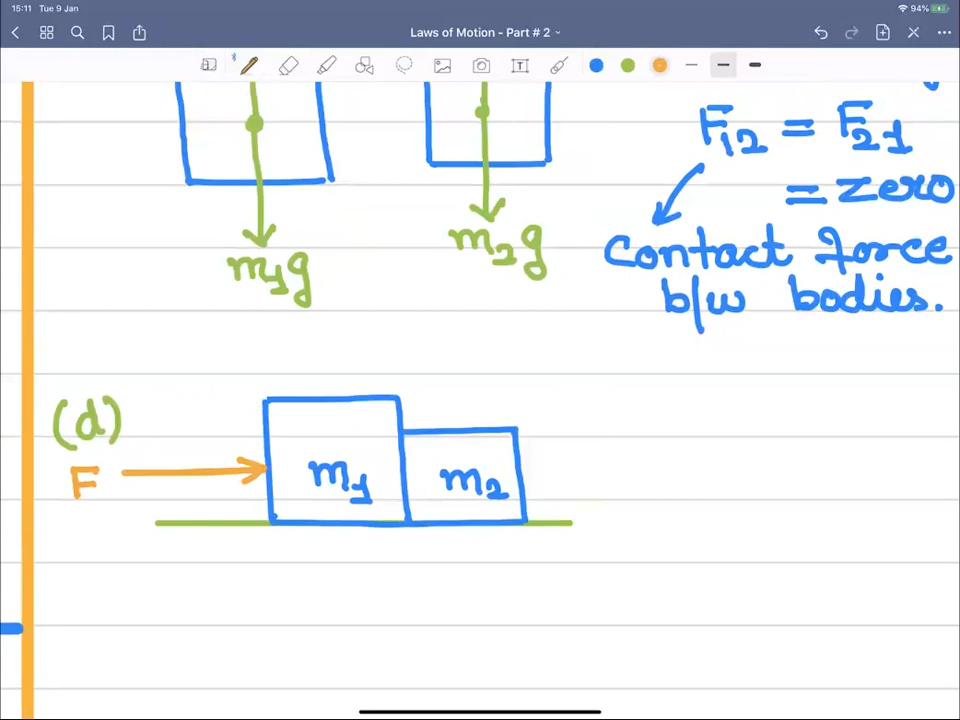 15:11 Tue 9 Jan
94%
Laws of Motion - Part # 2
T
F12 = F21
= zero
m1g
m2g
Contact force
b/w bodies.
(d)
F
m1
m2